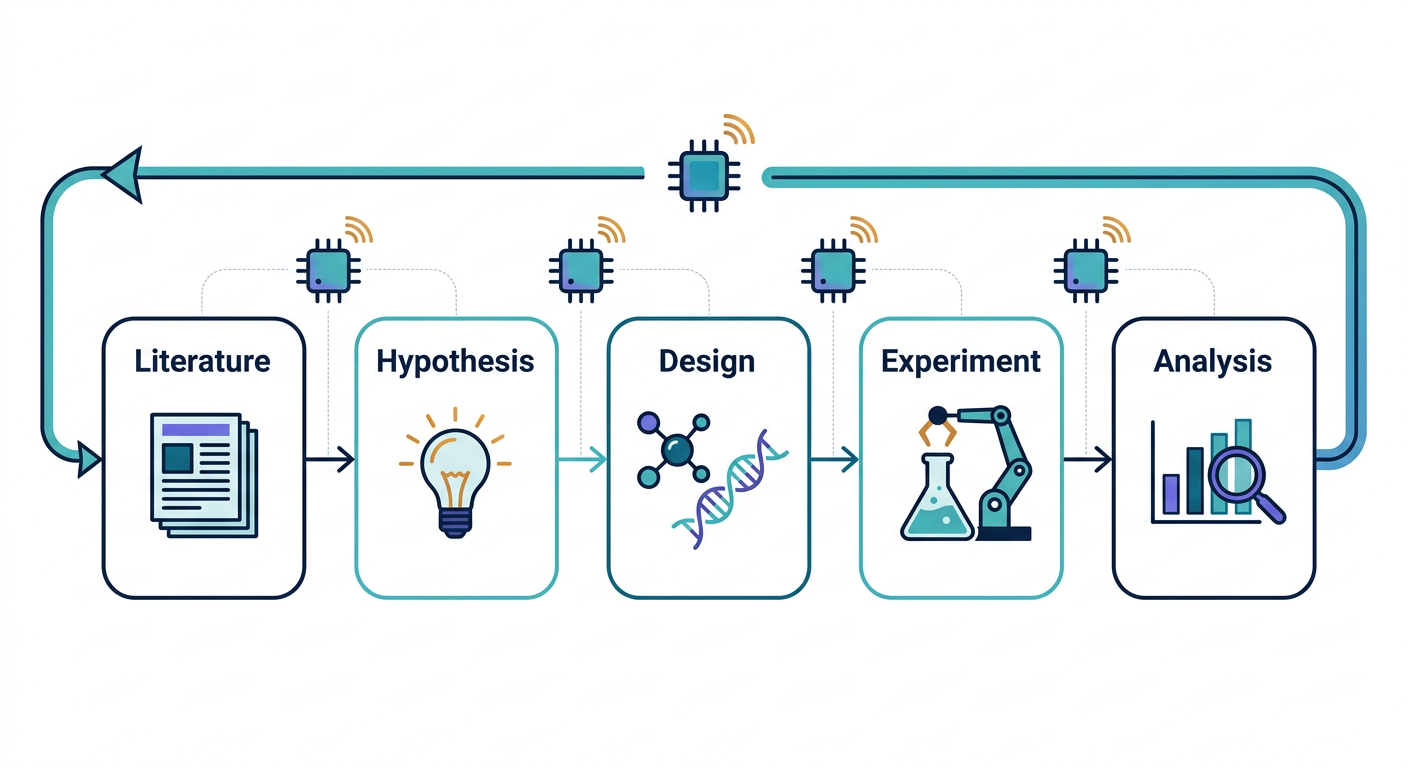 Literature
Hypothesis
Design
Experiment
Analysis